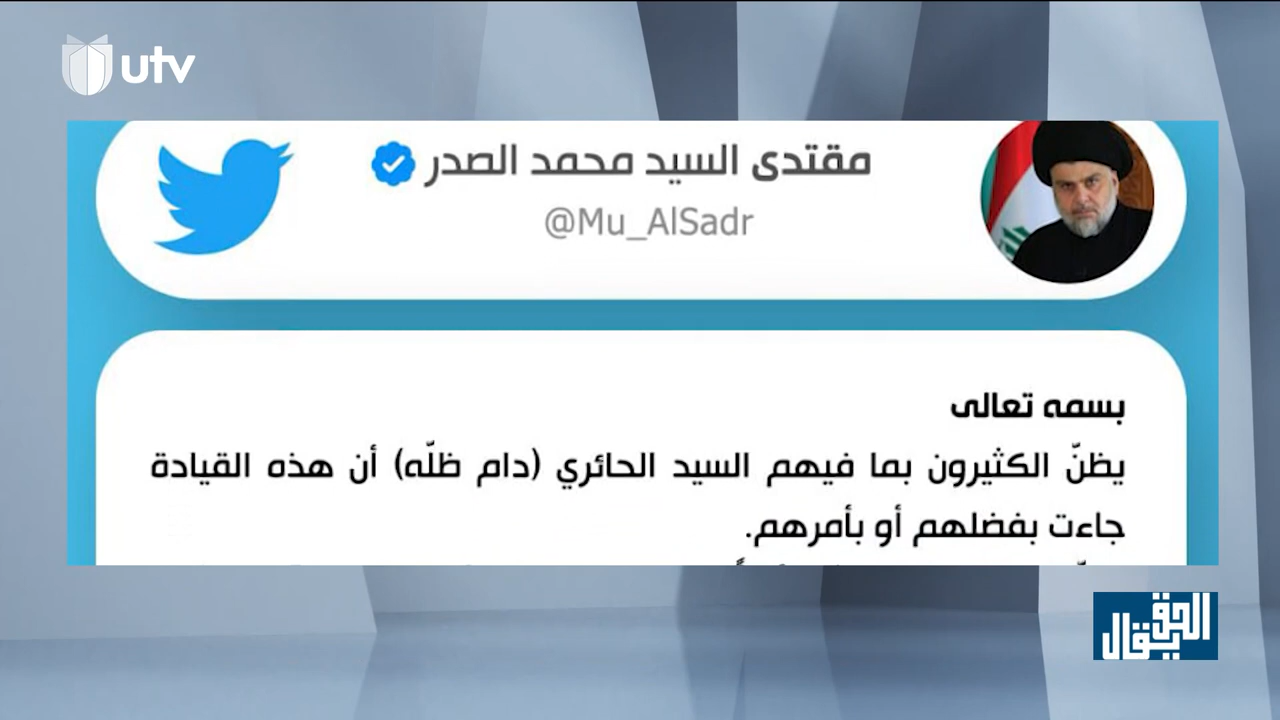 utv
مقتدى السيد محمد الصدر
@Mu_AlSadr
بسمه تعالى
يظنّ الكثيرون بما فيهم السيد الحائري (دام ظلّه) أن هذه القيادة
جاءت بفضلهم أو بأمرهم.
الحق يقال